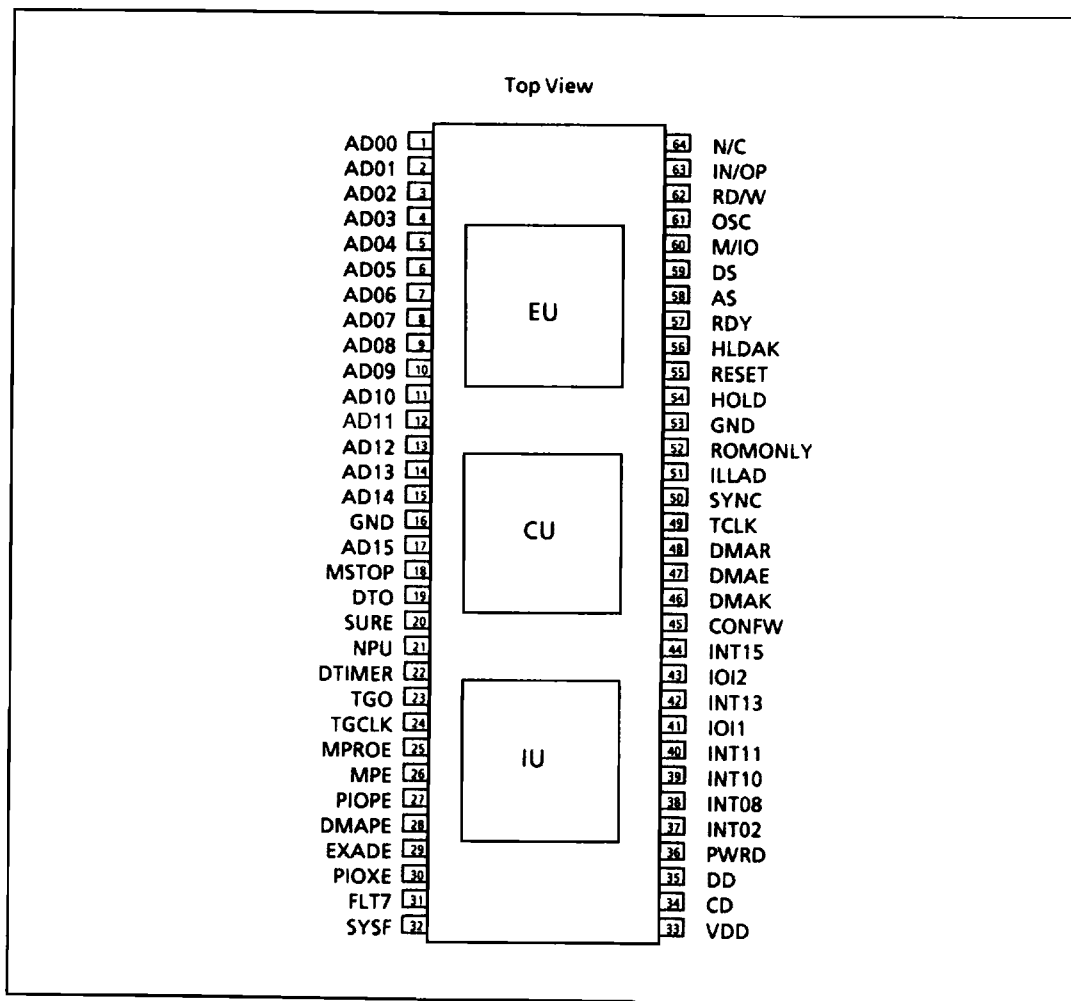 Top View
AD00 1
AD01 2
AD02 3
AD03 4
AD04 5
AD05 6
AD06 7
AD07 8
AD08 9
AD09 10
AD10 11
AD11 12
AD12 13
AD13 14
AD14 15
GND 16
AD15 17
MSTOP 18
DTO 19
SURE 20
NPU 21
DTIMER 22
TGO 23
TGCLK 24
MPROE 25
MPE 26
PIOPE 27
DMAPE 28
EXADE 29
PIOXE 30
FLT7 31
SYSF 32
EU
CU
IU
64 N/C
63 IN/OP
62 RD/W
61 OSC
60 M/IO
59 DS
58 AS
57 RDY
56 HLDAK
55 RESET
54 HOLD
53 GND
52 ROMONLY
51 ILLAD
50 SYNC
49 TCLK
48 DMAR
47 DMAE
46 DMAK
45 CONFW
44 INT15
43 IOI2
42 INT13
41 IOI1
40 INT11
39 INT10
38 INT08
37 INT02
36 PWRD
35 DD
34 CD
33 VDD